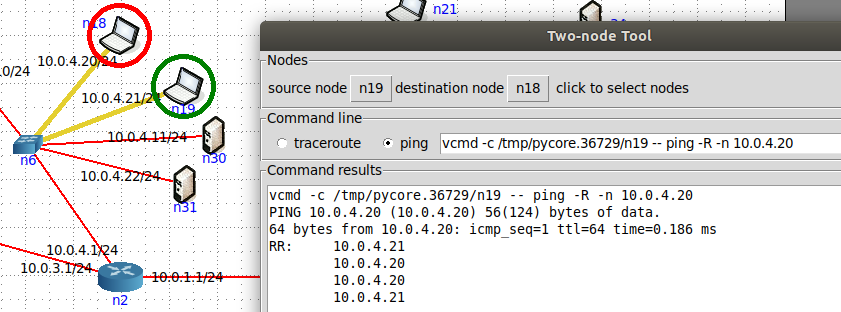 n18
n21
10.0.4.20/24
0/24
10.0.4.21/24
n19
10.0.4.11/24
n6
n30
10.0.4.22/24
n31
10.0.4.1/24
10.0.3.1/24
10.0.1.1/24
n2
Two-node Tool
Nodes
source node n19 destination node n18 click to select nodes
Command line
traceroute ping vcmd -c /tmp/pycore.36729/n19 -- ping -R -n 10.0.4.20
Command results
vcmd -c /tmp/pycore.36729/n19 -- ping -R -n 10.0.4.20
PING 10.0.4.20 (10.0.4.20) 56(124) bytes of data.
64 bytes from 10.0.4.20: icmp_seq=1 ttl=64 time=0.186 ms
RR: 10.0.4.21
10.0.4.20
10.0.4.20
10.0.4.21